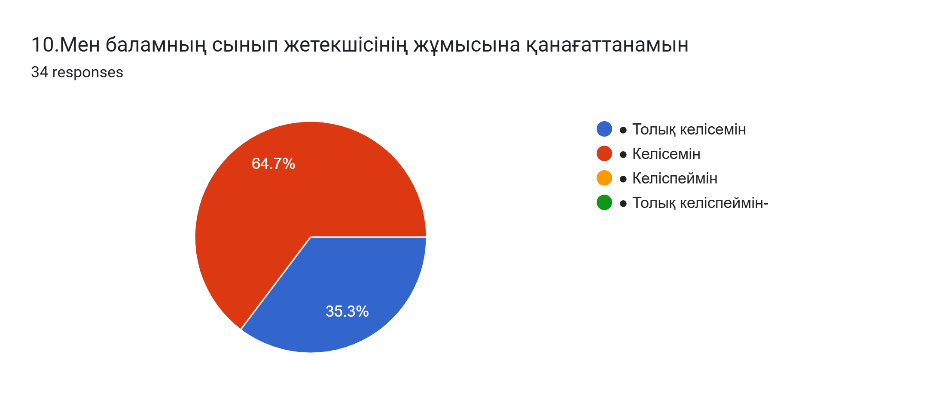 10.Мен баламның сынып жетекшісінің жұмысына қанағаттанамын
34 responses
64.7%
35.3%
● Толық келісемін
● Келісемін
● Келіспеймін
● Толық келіспеймін-